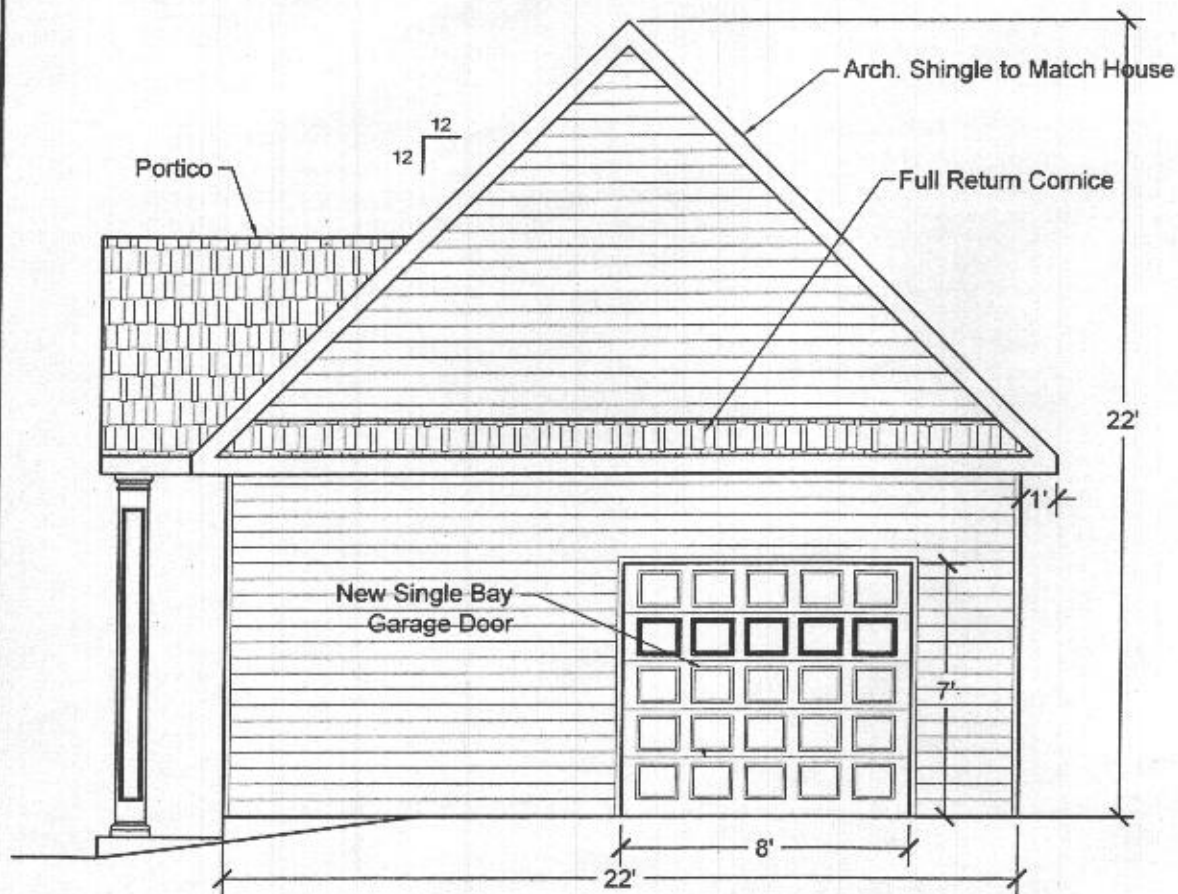 Arch. Shingle to Match House
12
12
Portico
Full Return Cornice
22'
1'
New Single Bay
Garage Door
7'
8'
22'